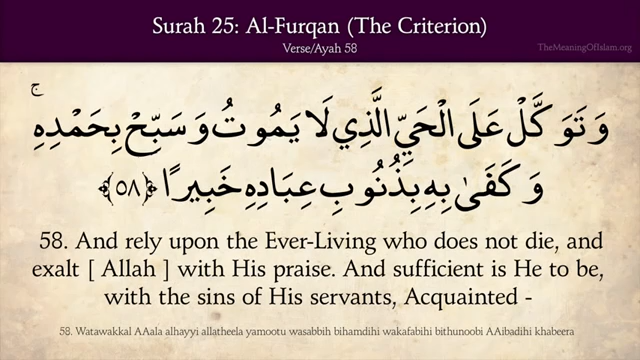 Surah 25: Al-Furqan (The Criterion)
Verse/Ayah 58
TheMeaningOfIslam.org
وَتَوَكَّلْ عَلَى الْحَيِّ الَّذِي لَا يَمُوتُ وَسَبِّحْ بِحَمْدِهِ ۚ
وَكَفَىٰ بِهِ بِذُنُوبِ عِبَادِهِ خَبِيرًا ﴿٥٨﴾
58. And rely upon the Ever-Living who does not die, and
exalt [ Allah ] with His praise. And sufficient is He to be,
with the sins of His servants, Acquainted -
58. Watawakkal AAala alhayyi allatheela yamootu wasabbih bihamdihi wakafabihi bithunoobi AAibadihi khabeera